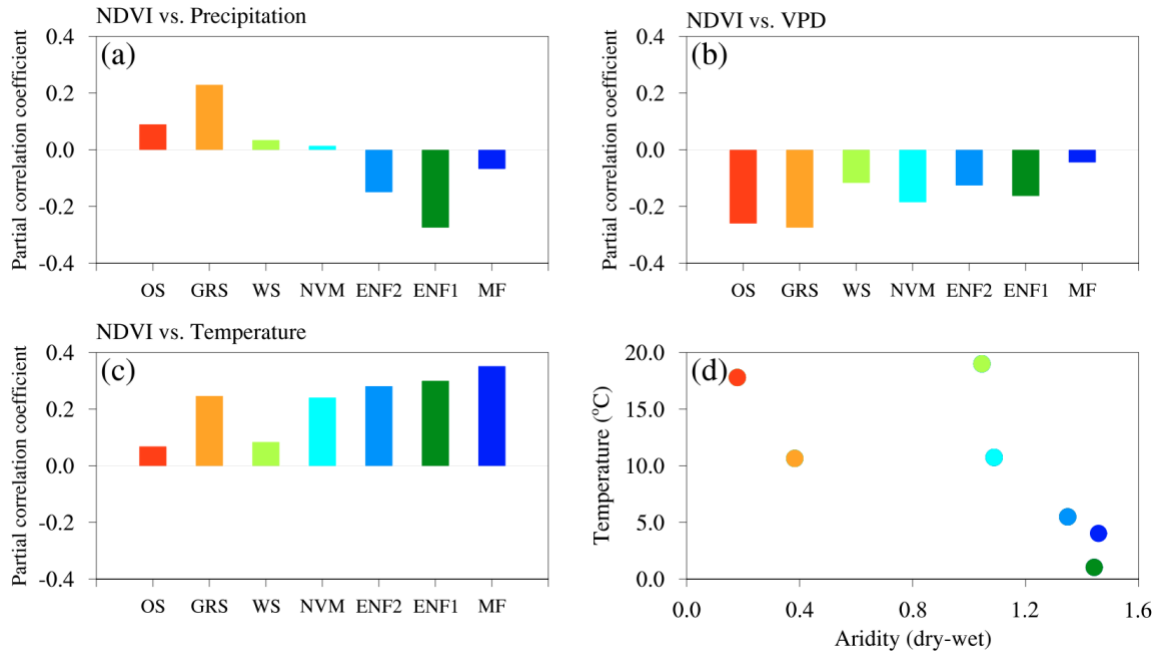 NDVI vs. Precipitation
(a)
Partial correlation coefficient
0.4
0.2
0.0
-0.2
-0.4
OS GRS WS NVM ENF2 ENF1 MF
NDVI vs. VPD
(b)
Partial correlation coefficient
0.4
0.2
0.0
-0.2
-0.4
OS GRS WS NVM ENF2 ENF1 MF
NDVI vs. Temperature
(c)
Partial correlation coefficient
0.4
0.2
0.0
-0.2
-0.4
OS GRS WS NVM ENF2 ENF1 MF
(d)
Temperature (°C)
20.0
15.0
10.0
5.0
0.0
0.0 0.4 0.8 1.2 1.6
Aridity (dry-wet)